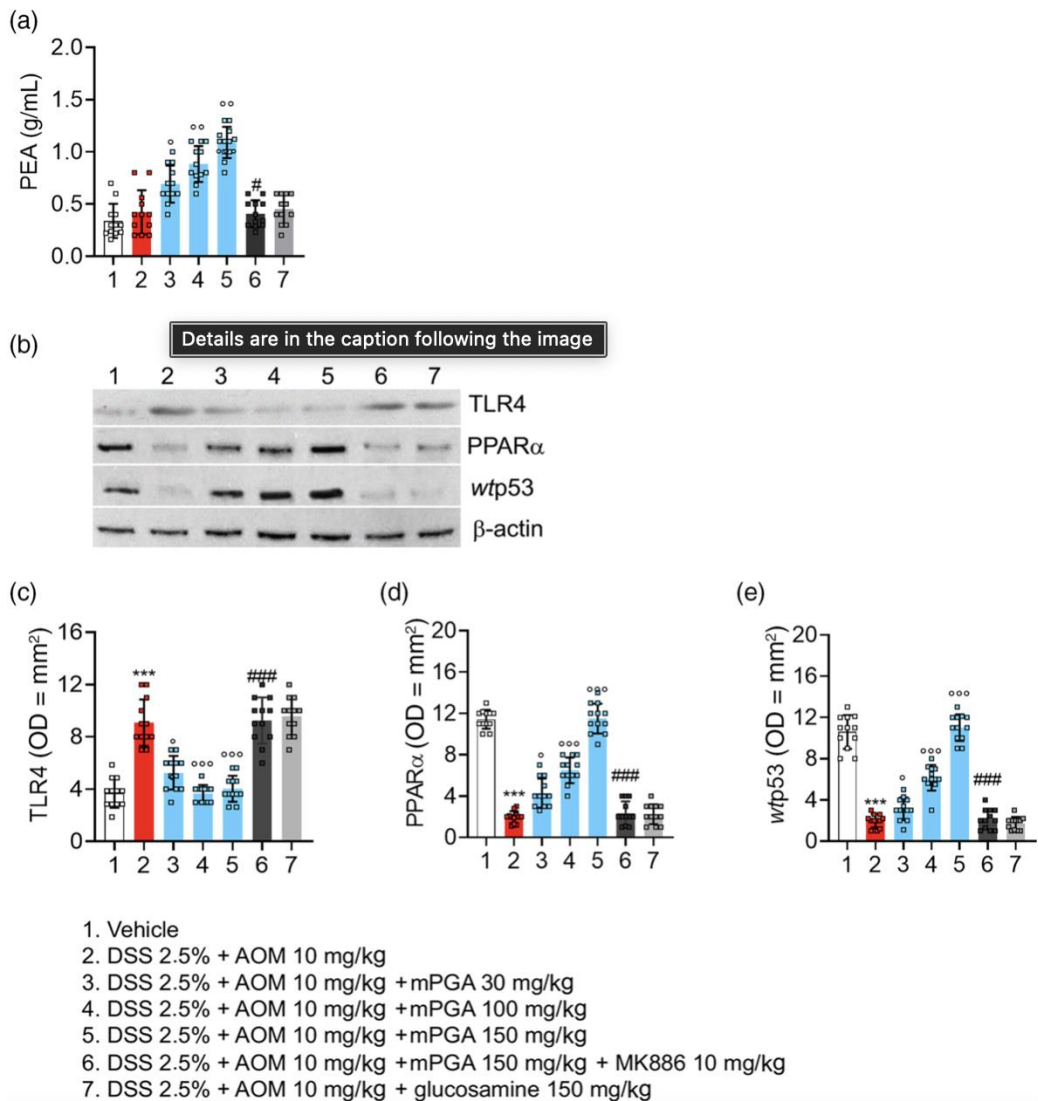 (a)
PEA (g/mL)
2.0
1.5
1.0
0.5
0.0
#
1 2 3 4 5 6 7
(b)
Details are in the caption following the image
1 2 3 4 5 6 7
TLR4
PPARα
wtp53
β-actin
(c)
TLR4 (OD = mm²)
16
12
8
4
0
***
°
°°°
°°°
###
1 2 3 4 5 6 7
(d)
PPARα (OD = mm²)
20
16
12
8
4
0
***
°
°°°
°°°
###
1 2 3 4 5 6 7
(e)
wtp53 (OD = mm²)
20
16
12
8
4
0
***
°
°°°
°°°
###
1 2 3 4 5 6 7
1. Vehicle
2. DSS 2.5% + AOM 10 mg/kg
3. DSS 2.5% + AOM 10 mg/kg +mPGA 30 mg/kg
4. DSS 2.5% + AOM 10 mg/kg +mPGA 100 mg/kg
5. DSS 2.5% + AOM 10 mg/kg +mPGA 150 mg/kg
6. DSS 2.5% + AOM 10 mg/kg +mPGA 150 mg/kg + MK886 10 mg/kg
7. DSS 2.5% + AOM 10 mg/kg + glucosamine 150 mg/kg